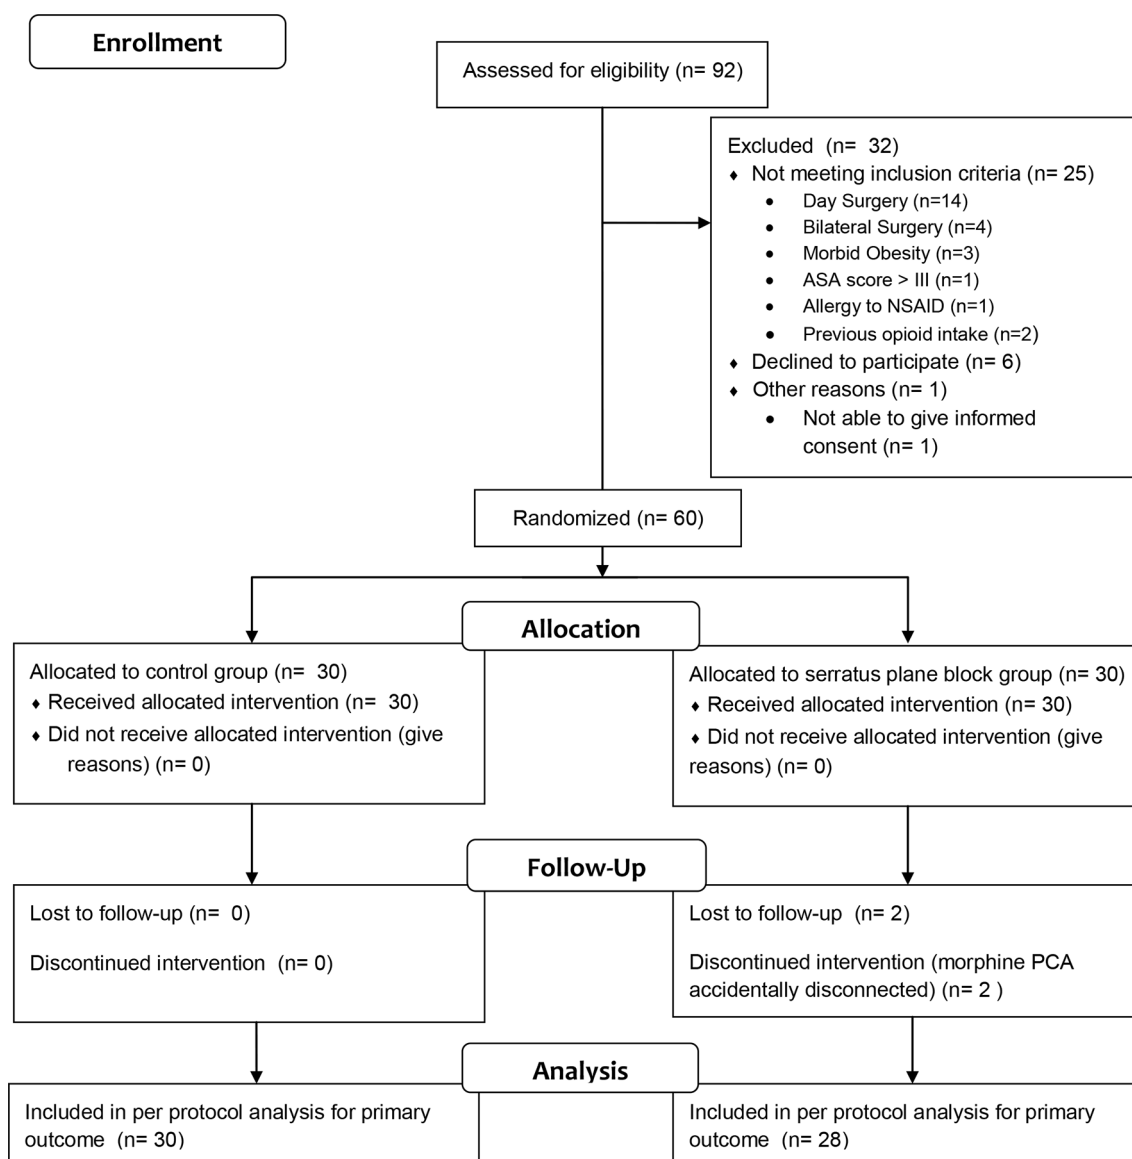 Enrollment
Assessed for eligibility (n= 92)
Excluded (n= 32)
♦ Not meeting inclusion criteria (n= 25)
• Day Surgery (n=14)
• Bilateral Surgery (n=4)
• Morbid Obesity (n=3)
• ASA score > III (n=1)
• Allergy to NSAID (n=1)
• Previous opioid intake (n=2)
♦ Declined to participate (n= 6)
♦ Other reasons (n= 1)
• Not able to give informed
consent (n= 1)
Randomized (n= 60)
Allocation
Allocated to control group (n= 30)
♦ Received allocated intervention (n= 30)
♦ Did not receive allocated intervention (give
reasons) (n= 0)
Allocated to serratus plane block group (n= 30)
♦ Received allocated intervention (n= 30)
♦ Did not receive allocated intervention (give
reasons) (n= 0)
Follow-Up
Lost to follow-up (n= 0)
Discontinued intervention (n= 0)
Lost to follow-up (n= 2)
Discontinued intervention (morphine PCA
accidentally disconnected) (n= 2 )
Analysis
Included in per protocol analysis for primary
outcome (n= 30)
Included in per protocol analysis for primary
outcome (n= 28)